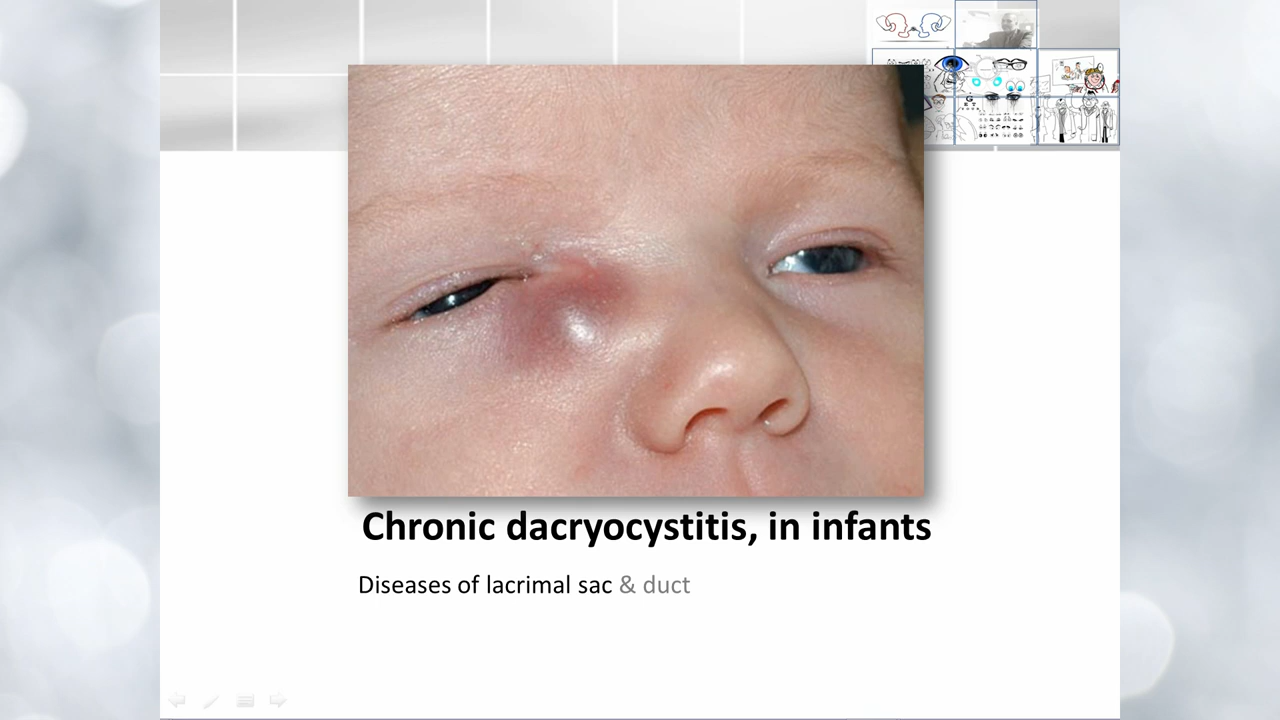 Chronic dacryocystitis, in infants
Diseases of lacrimal sac & duct